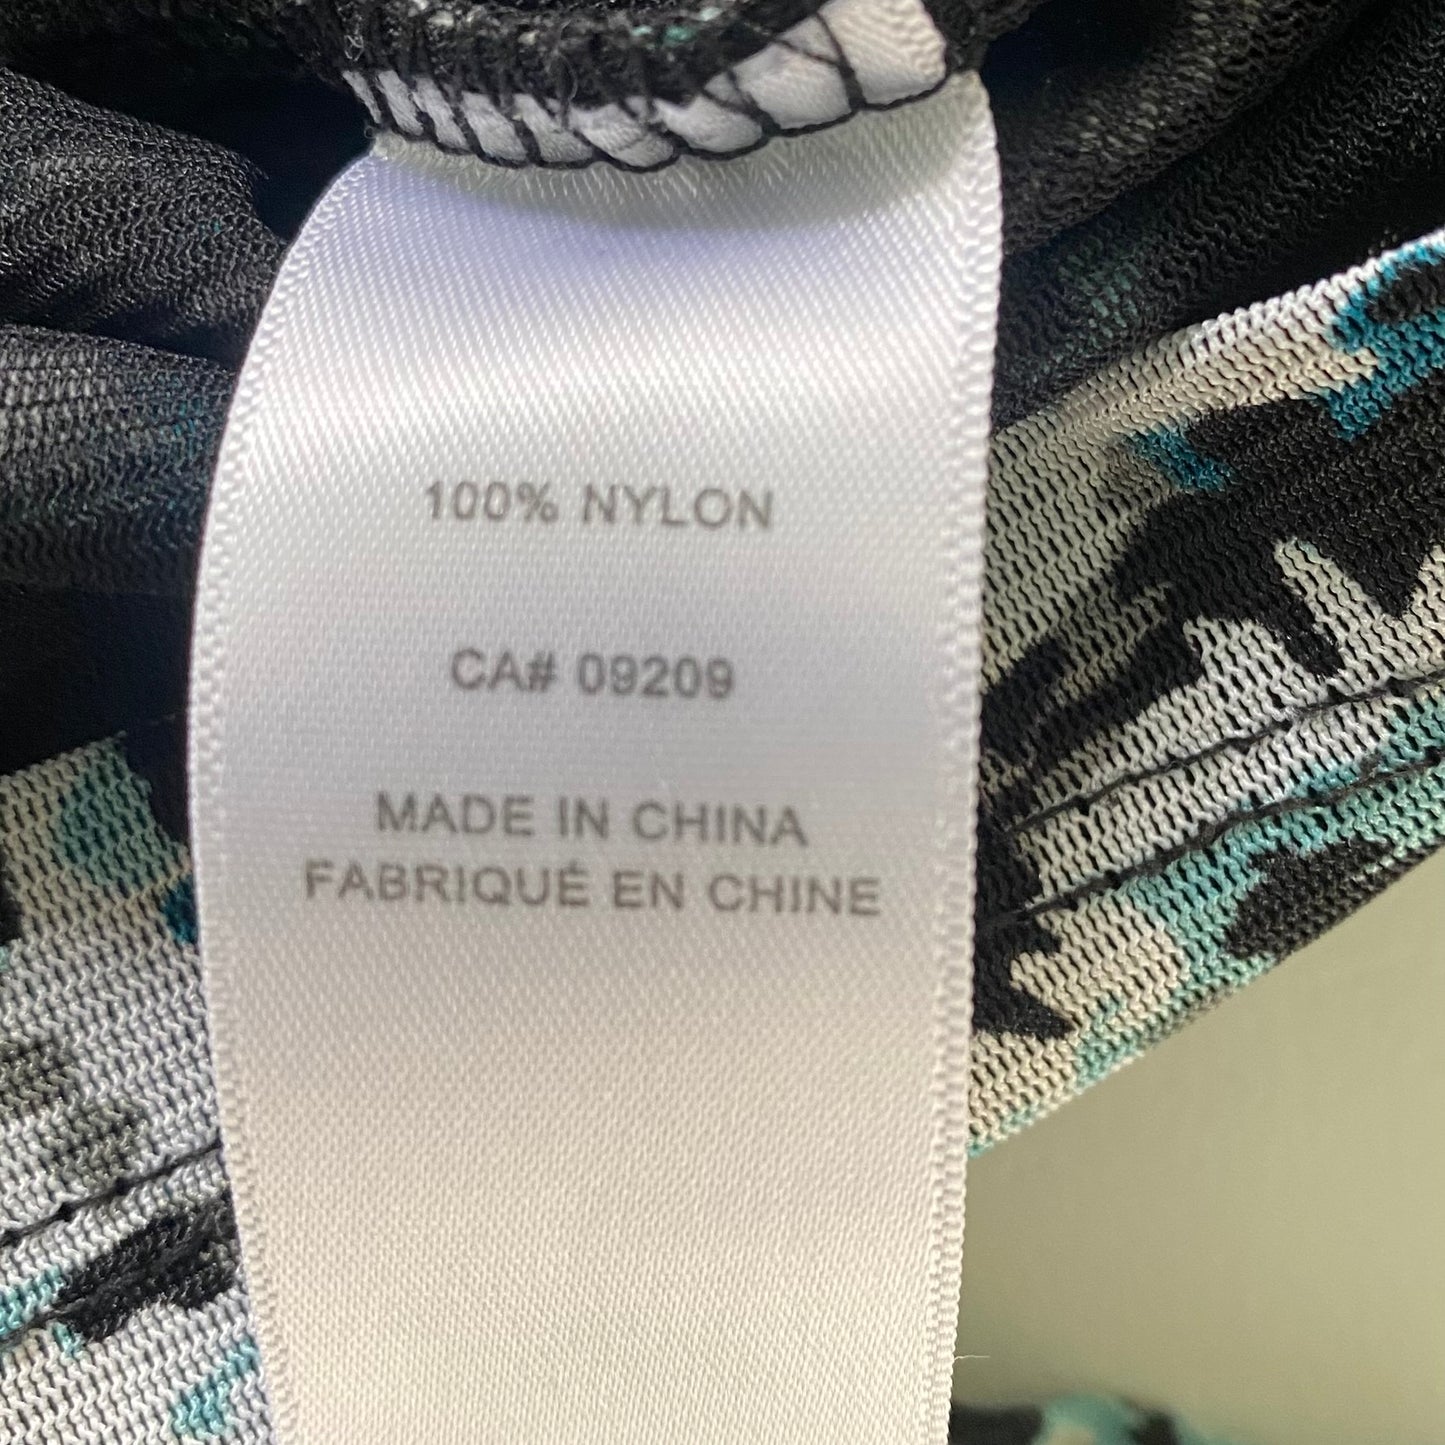 100% NYLON
CA# 09209
MADE IN CHINA
FABRIQUÉ EN CHINE